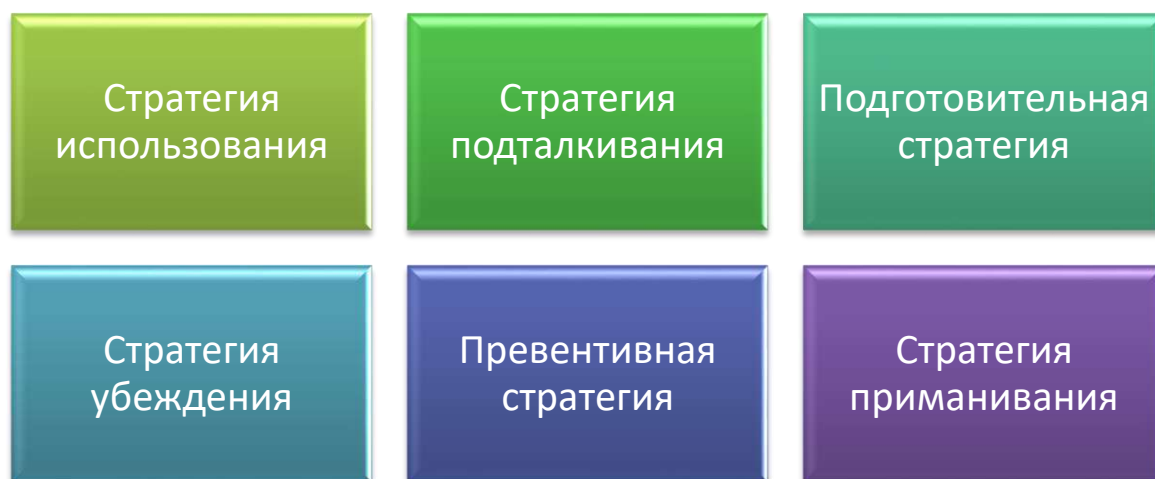 Стратегия
использования
Стратегия
подталкивания
Подготовительная
стратегия
Стратегия
убеждения
Превентивная
стратегия
Стратегия
приманивания